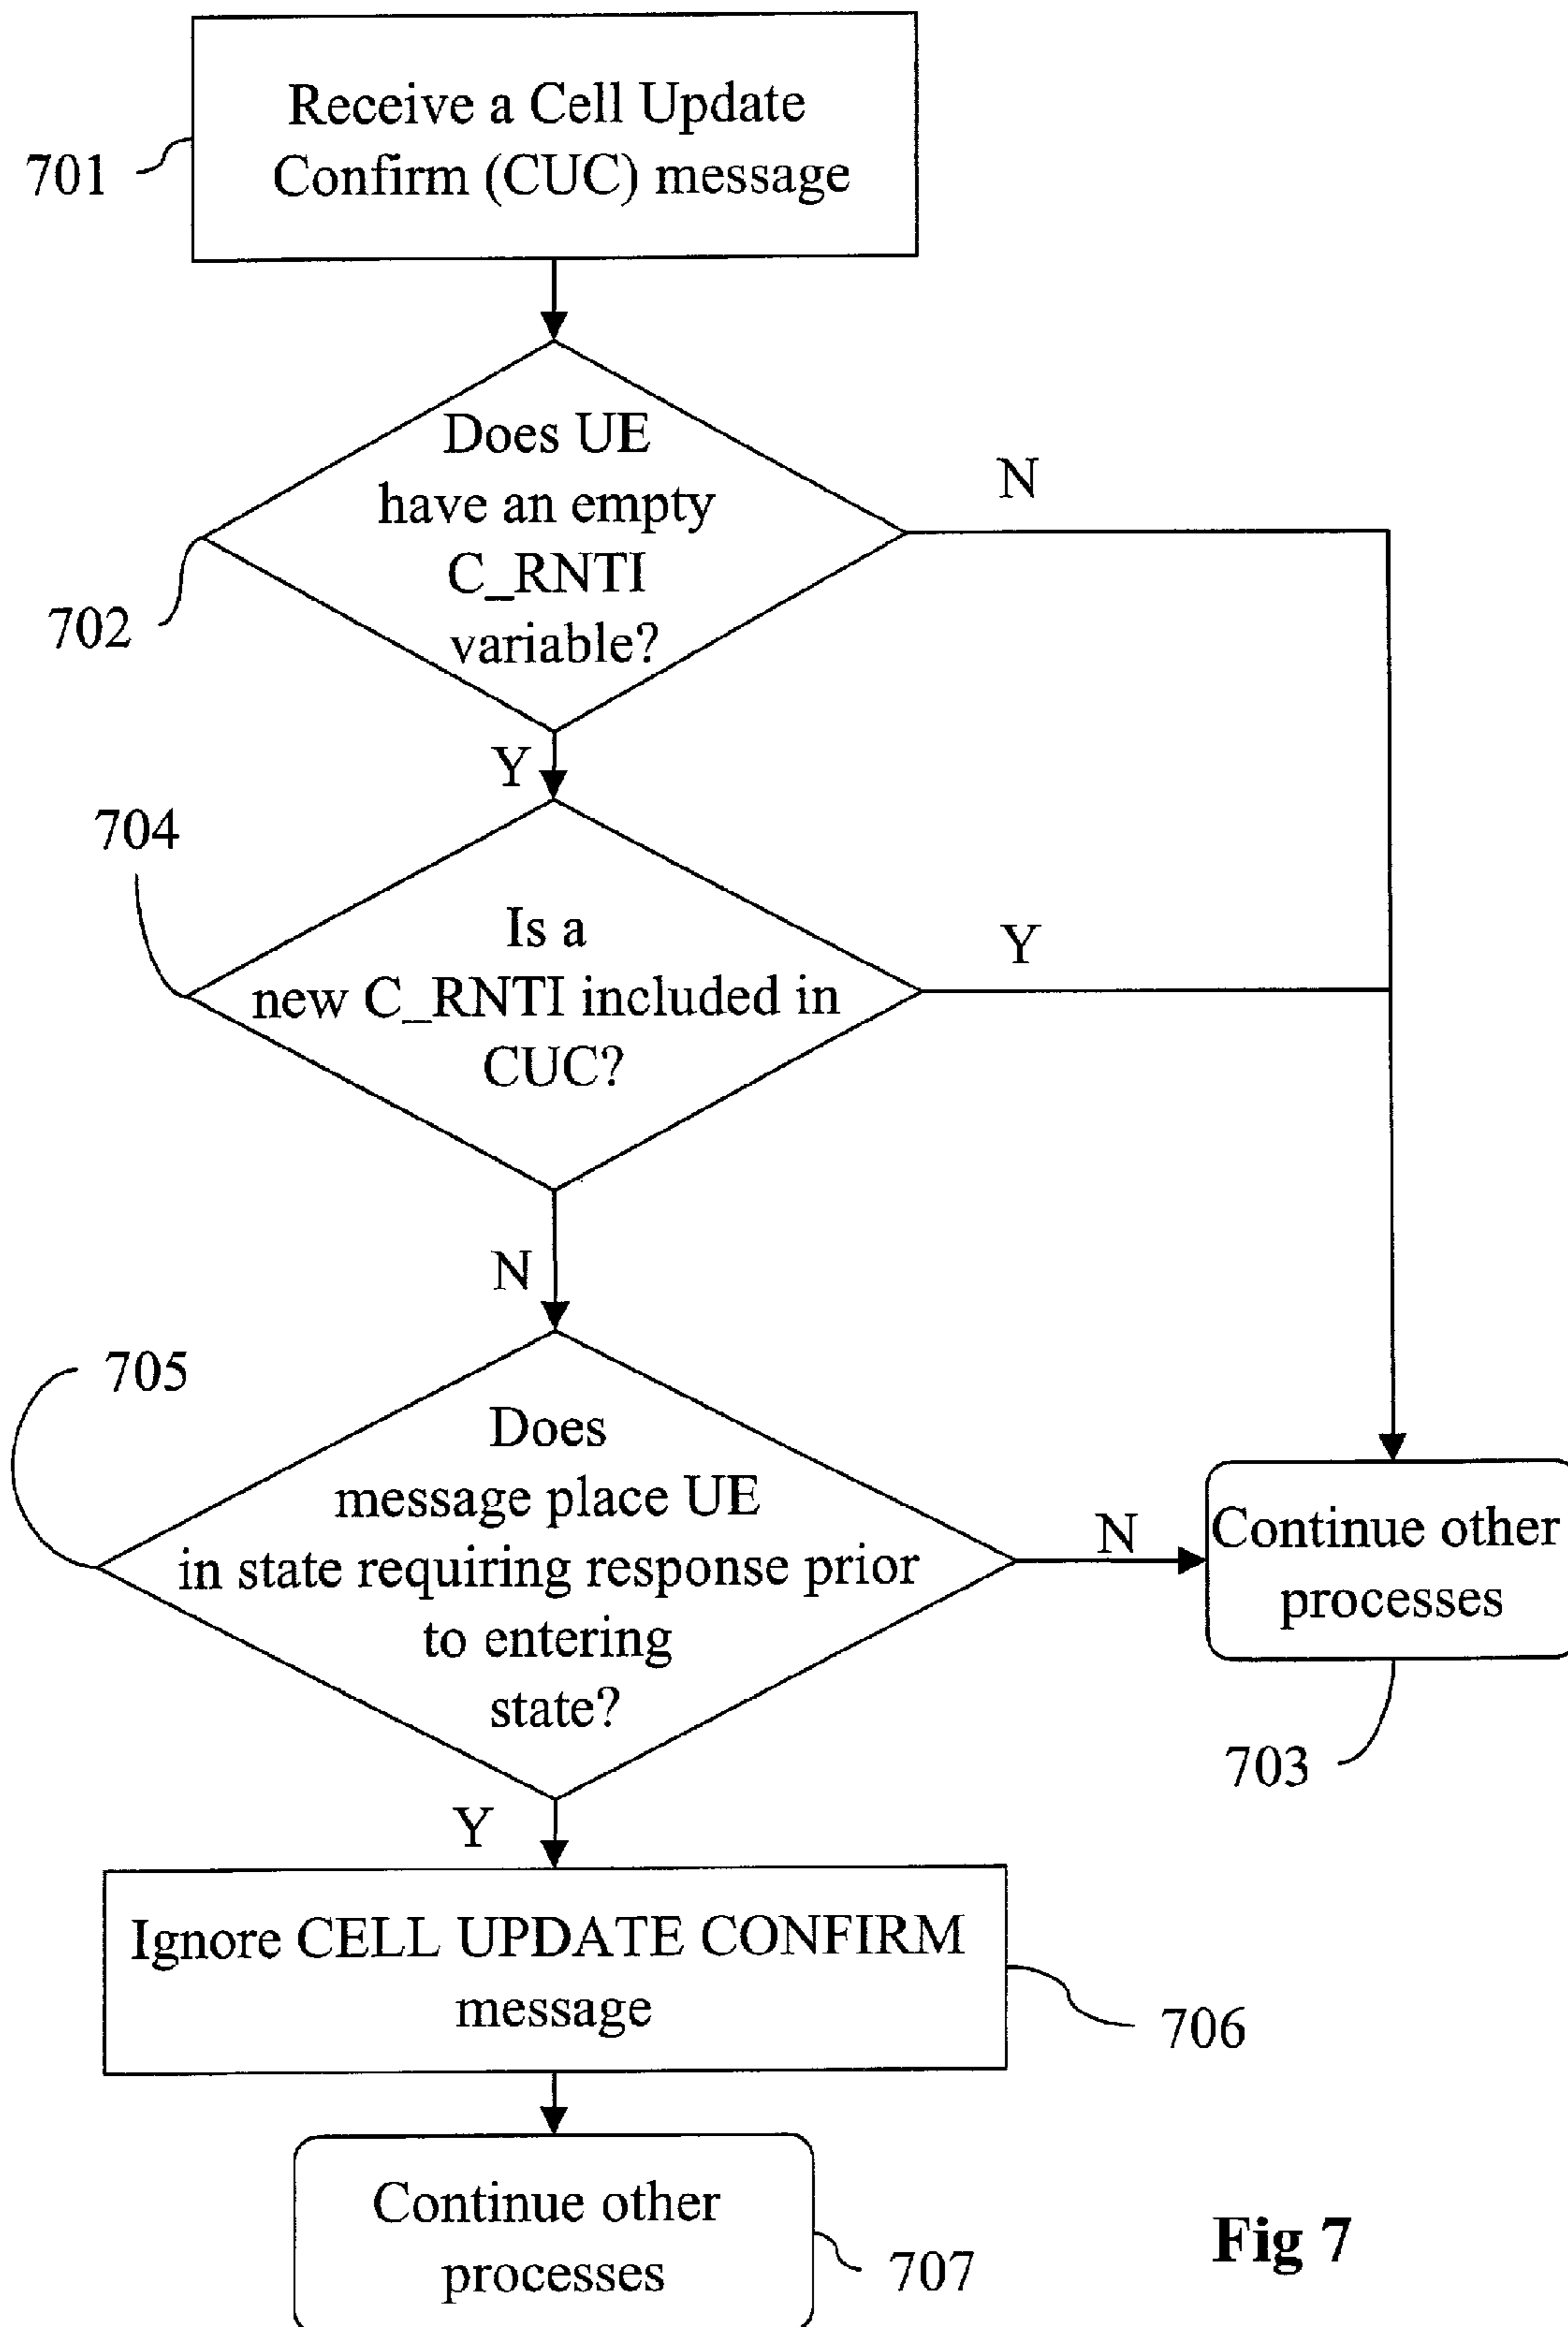 Receive a Cell Update
Confirm (CUC) message
701
Does UE
have an empty
C_RNTI
variable?
N
702
Y
704
Is a
new C_RNTI included in
CUC?
Y
N
705
Does
message place UE
in state requiring response prior
to entering
state?
N
Continue other
processes
703
Y
Ignore CELL UPDATE CONFIRM
message
706
Continue other
processes
707
Fig 7